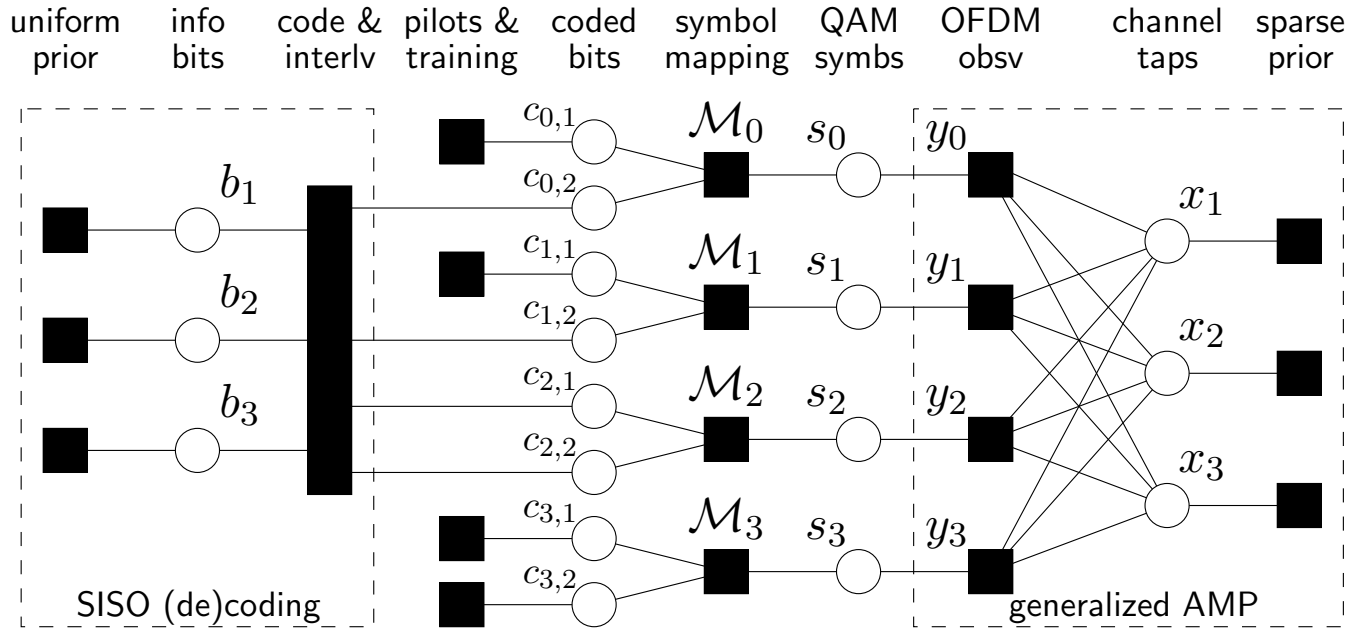 uniform prior
info bits
code & interlv
pilots & training
coded bits
symbol mapping
QAM symbs
OFDM obsv
channel taps
sparse prior
b₁
b₂
b₃
c₀,₁
c₀,₂
c₁,₁
c₁,₂
c₂,₁
c₂,₂
c₃,₁
c₃,₂
ℳ₀
ℳ₁
ℳ₂
ℳ₃
s₀
s₁
s₂
s₃
y₀
y₁
y₂
y₃
x₁
x₂
x₃
SISO (de)coding
generalized AMP